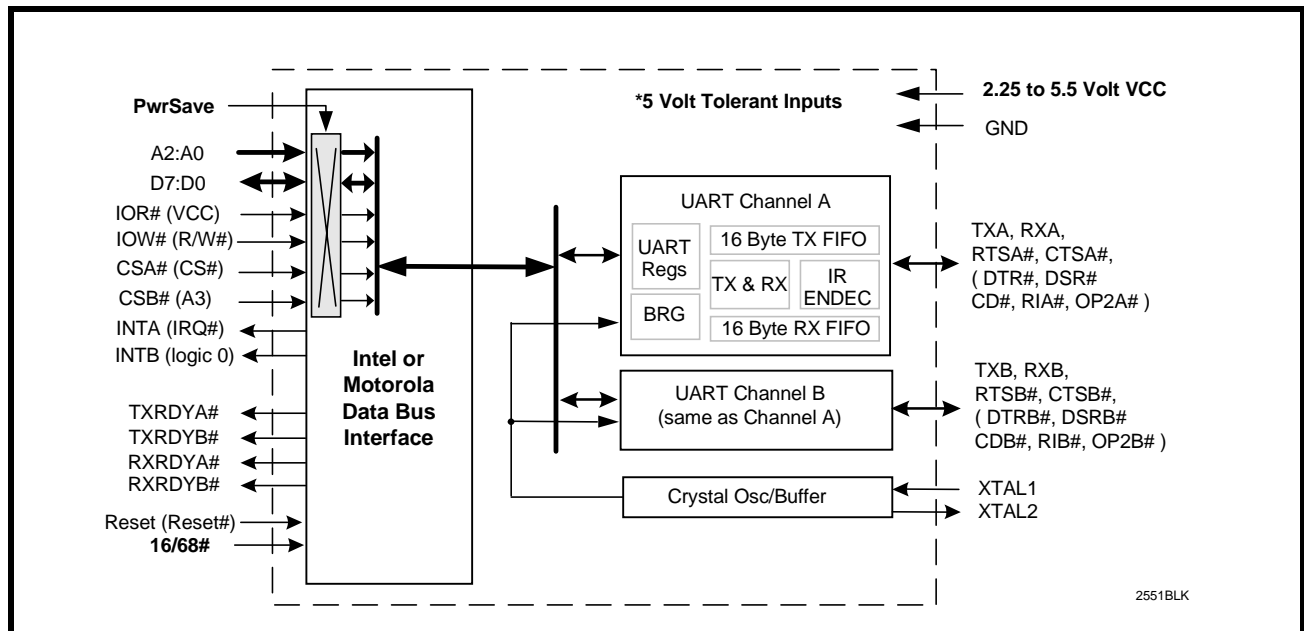 PwrSave
A2:A0
D7:D0
IOR# (VCC)
IOW# (R/W#)
CSA# (CS#)
CSB# (A3)
INTA (IRQ#)
INTB (logic 0)
TXRDYA#
TXRDYB#
RXRDYA#
RXRDYB#
Reset (Reset#)
16/68#
Intel or
Motorola
Data Bus
Interface
*5 Volt Tolerant Inputs
2.25 to 5.5 Volt VCC
GND
UART Channel A
UART
Regs
BRG
16 Byte TX FIFO
TX & RX
IR
ENDEC
16 Byte RX FIFO
TXA, RXA,
RTSA#, CTSA#,
( DTR#, DSR#
CD#, RIA#, OP2A# )
UART Channel B
(same as Channel A)
TXB, RXB,
RTSB#, CTSB#,
( DTRB#, DSRB#
CDB#, RIB#, OP2B# )
Crystal Osc/Buffer
XTAL1
XTAL2
2551BLK